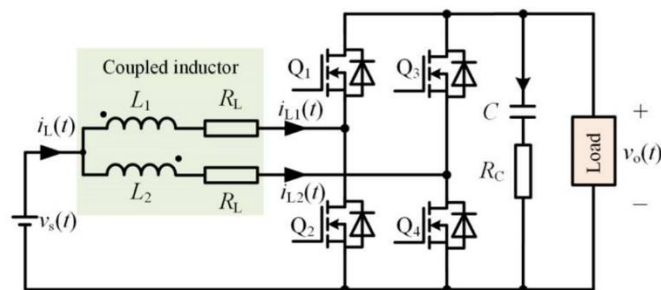 Coupled inductor
Q1
Q3
L1
RL
iL(t)
iL1(t)
C
+
L2
RL
iL2(t)
RC
Load
vo(t)
−
vs(t)
Q2
Q4